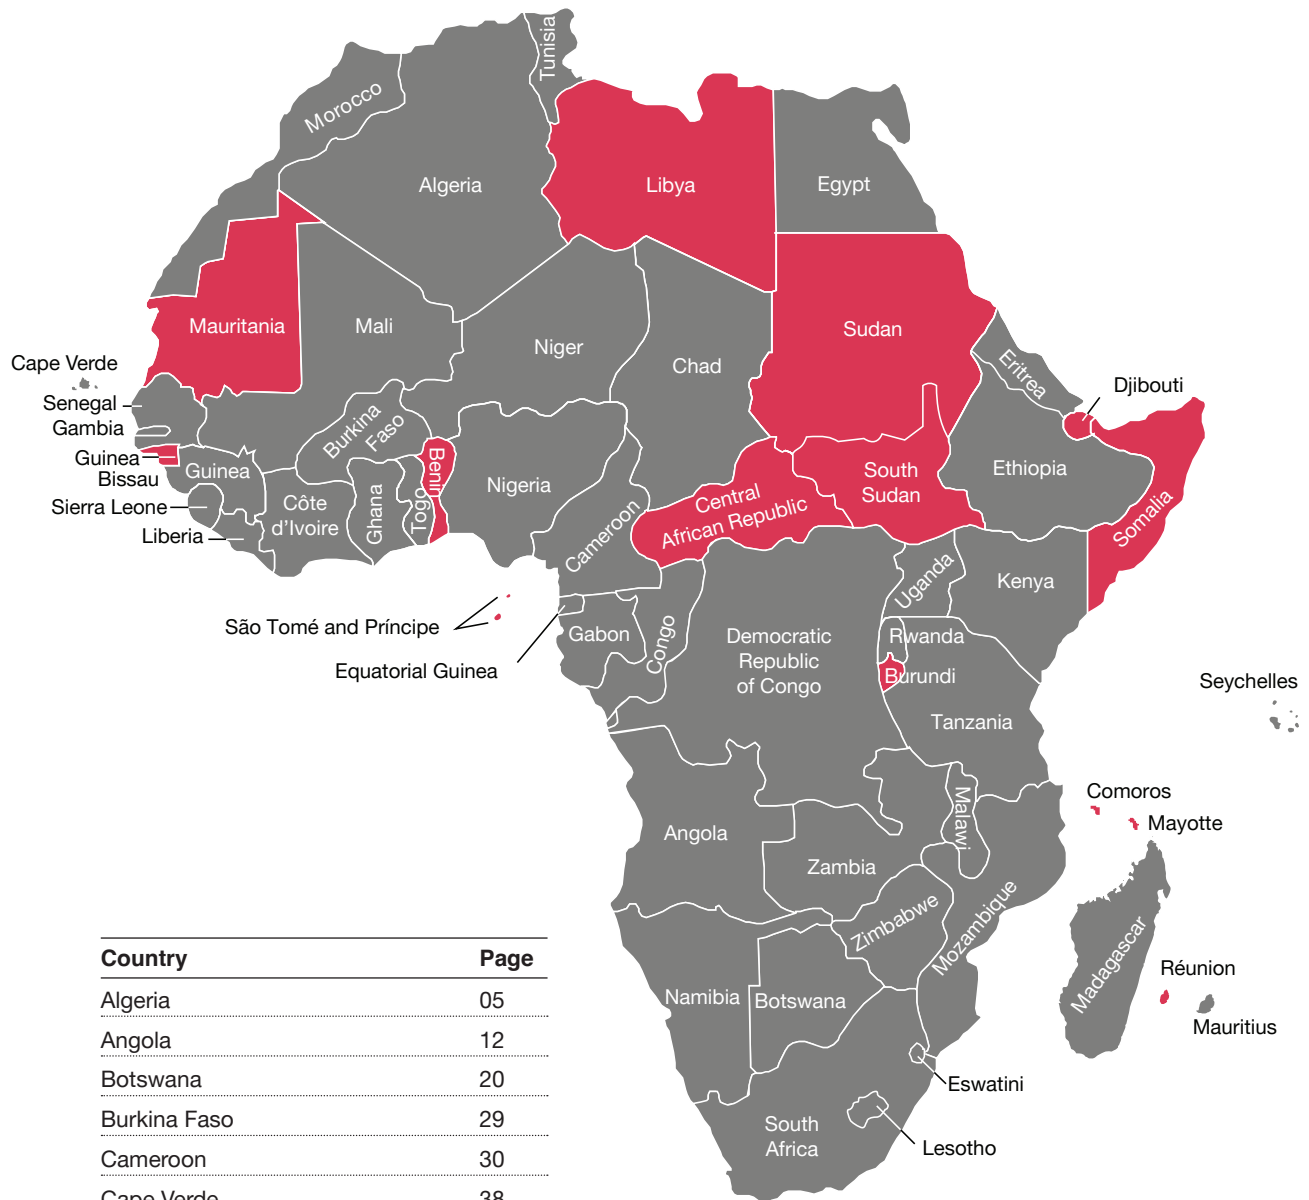 Tunisia
Morocco
Algeria
Libya
Egypt
Mauritania
Mali
Niger
Chad
Sudan
Eritrea
Djibouti
Cape Verde
Senegal
Gambia
Guinea
Bissau
Guinea
Sierra Leone
Liberia
Côte
d’Ivoire
Burkina
Faso
Ghana
Togo
Benin
Nigeria
Cameroon
Central
African Republic
South
Sudan
Ethiopia
Somalia
São Tomé and Príncipe
Equatorial Guinea
Gabon
Congo
Democratic
Republic
of Congo
Uganda
Kenya
Rwanda
Burundi
Tanzania
Seychelles
Comoros
Mayotte
Angola
Zambia
Malawi
Mozambique
Zimbabwe
Madagascar
Réunion
Mauritius
Namibia
Botswana
Eswatini
Lesotho
South
Africa
Country Page
Algeria 05
Angola 12
Botswana 20
Burkina Faso 29
Cameroon 30
Cape Verde 38